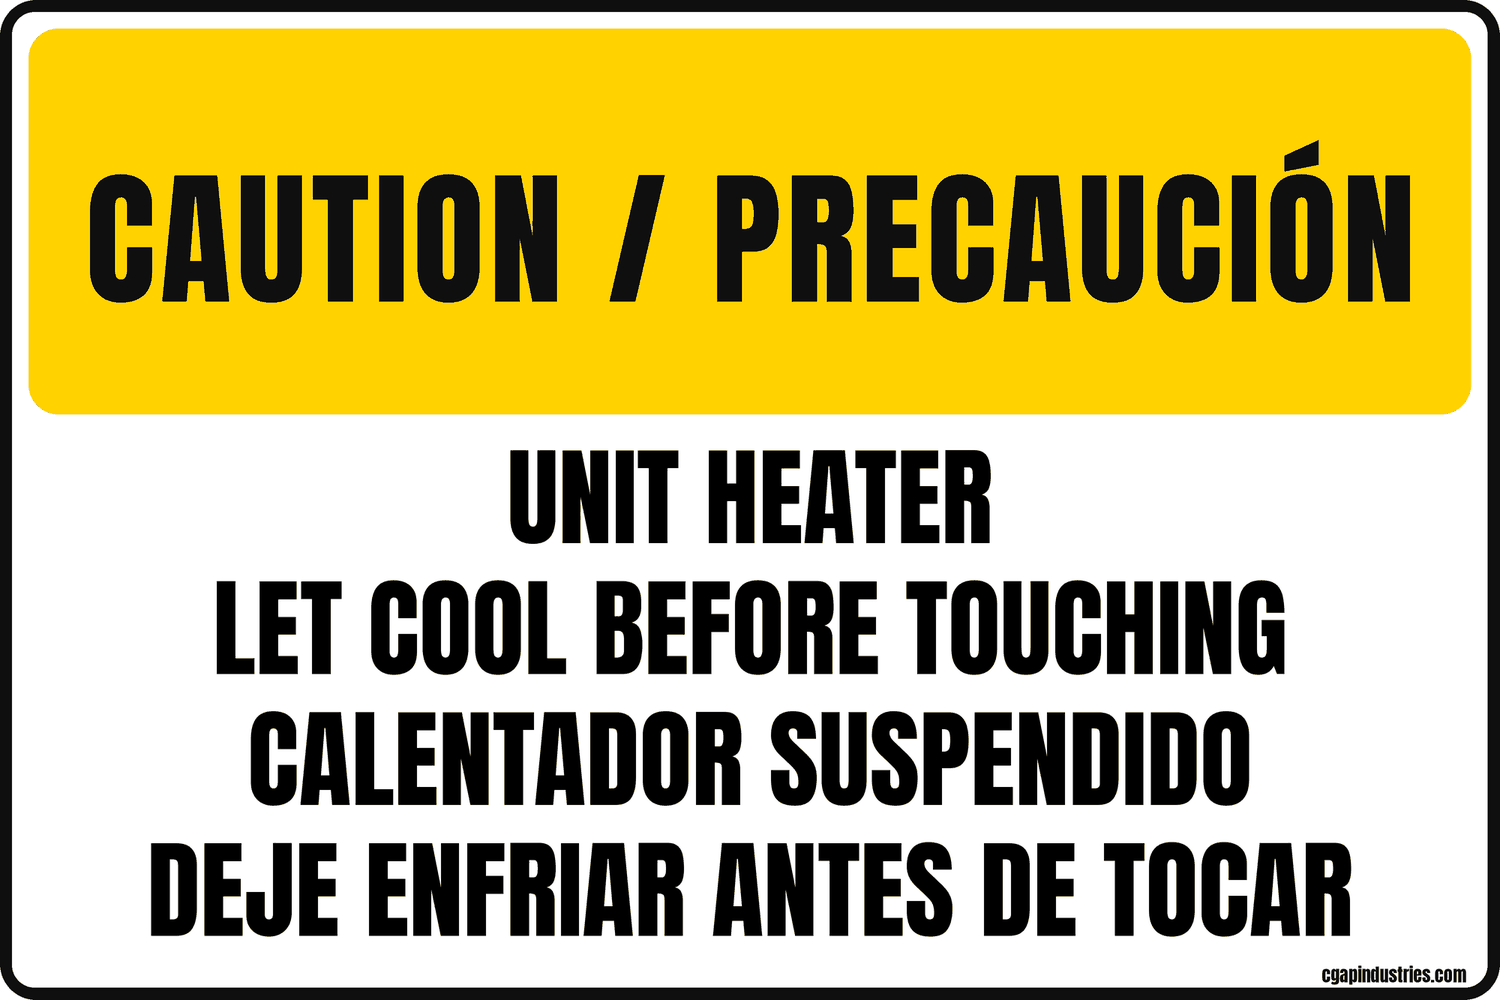 CAUTION / PRECAUCIÓN
UNIT HEATER
LET COOL BEFORE TOUCHING
CALENTADOR SUSPENDIDO
DEJE ENFRIAR ANTES DE TOCAR
cgapindustries.com